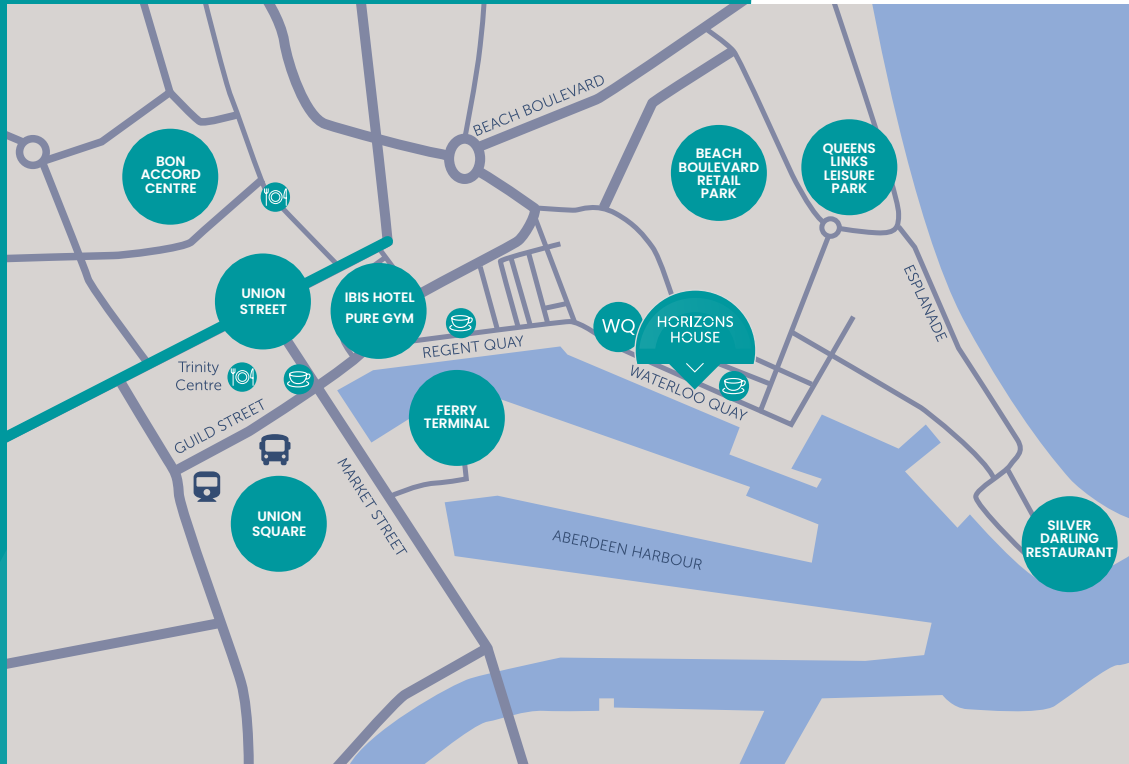 BEACH BOULEVARD
BON
ACCORD
CENTRE
BEACH
BOULEVARD
RETAIL
PARK
QUEENS
LINKS
LEISURE
PARK
UNION
STREET
IBIS HOTEL
PURE GYM
ESPLANADE
WQ
HORIZONS
HOUSE
REGENT QUAY
WATERLOO QUAY
Trinity
Centre
GUILD STREET
FERRY
TERMINAL
MARKET STREET
UNION
SQUARE
ABERDEEN HARBOUR
SILVER
DARLING
RESTAURANT